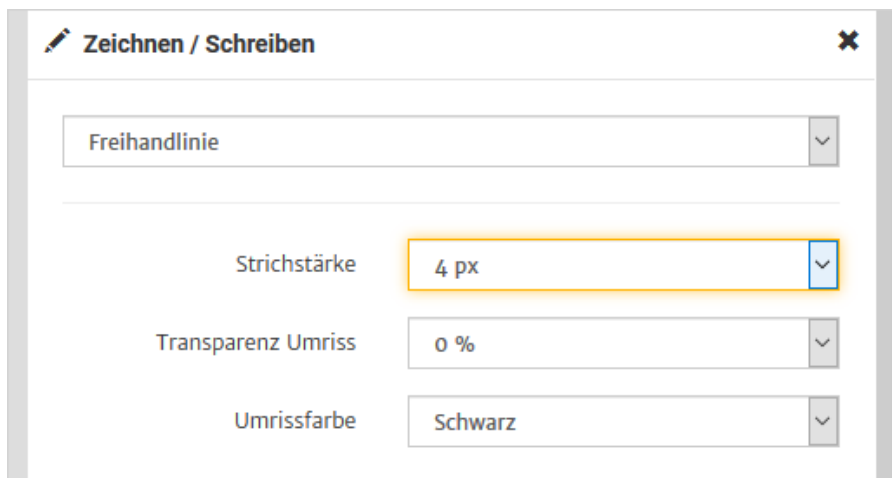 Zeichnen / Schreiben
Freihandlinie
Strichstärke 4 px
Transparenz Umriss 0 %
Umrissfarbe Schwarz